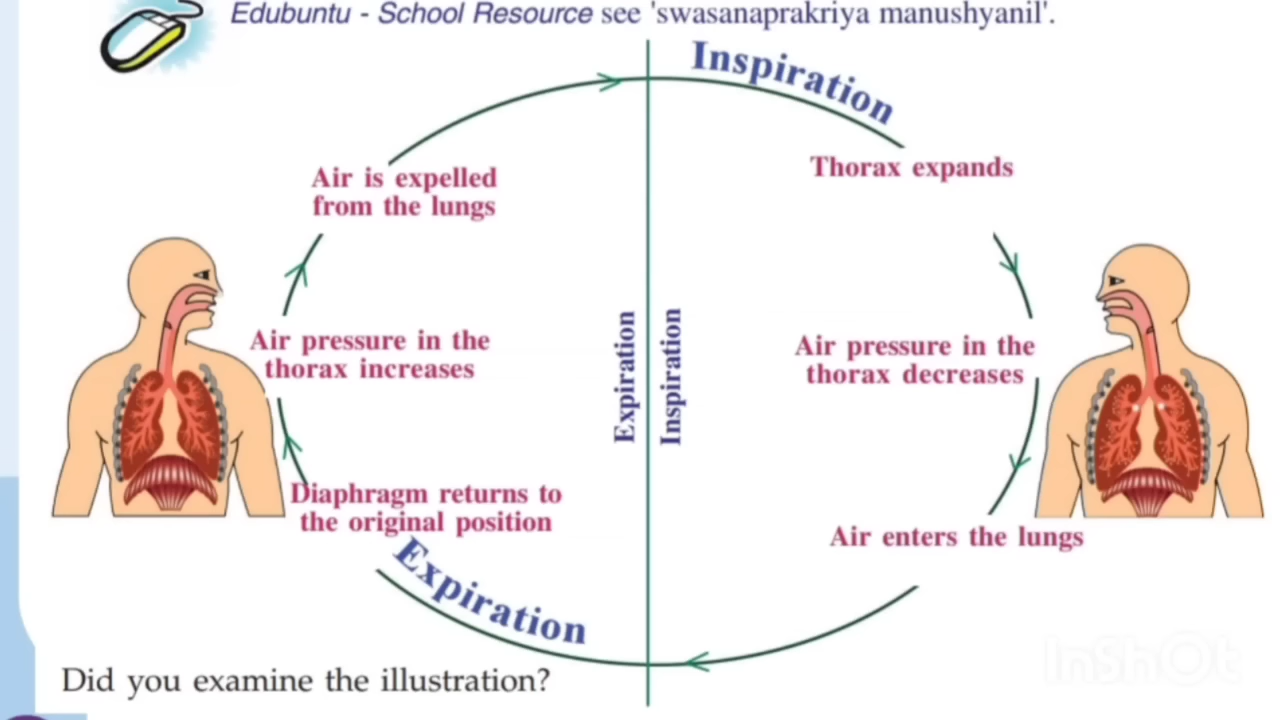 Edubuntu - School Resource see 'swasanaprakriya manushyanil'.
Inspiration
Thorax expands
Air pressure in the
thorax decreases
Air enters the lungs
Expiration
Diaphragm returns to
the original position
Air pressure in the
thorax increases
Air is expelled
from the lungs
Expiration
Inspiration
Did you examine the illustration?
InShOt